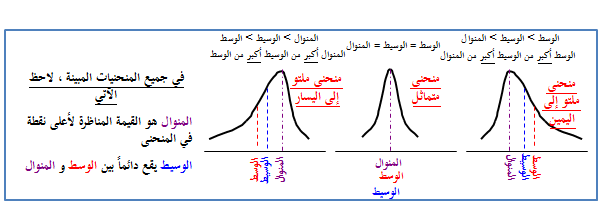 الوسط > الوسيط > المنوال
الوسط أكبر من الوسيط أكبر من المنوال
منحنى
ملتو إلى
اليمين
الوسط
الوسيط
المنوال
الوسط = الوسيط = المنوال
منحنى
متماثل
المنوال
الوسط
الوسيط
المنوال > الوسيط > الوسط
المنوال أكبر من الوسيط أكبر من الوسط
منحنى ملتو
إلى اليسار
المنوال
الوسيط
الوسط
في جميع المنحنيات المبينة ، لاحظ
الآتي
المنوال هو القيمة المناظرة لأعلى نقطة
في المنحنى
الوسيط يقع دائماً بين الوسط و المنوال